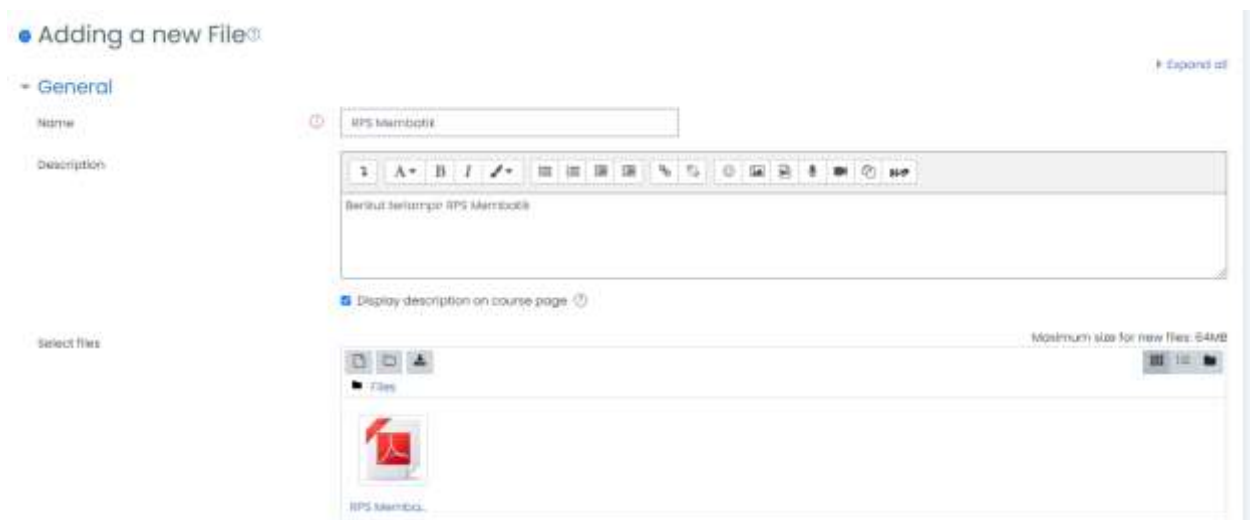 Adding a new File
Expand all
General
Name
RPS Membatik
Description
Berikut terlampir RPS Membatik
Display description on course page
Select files
Maximum size for new files: 64MB
Files
RPS Memba...